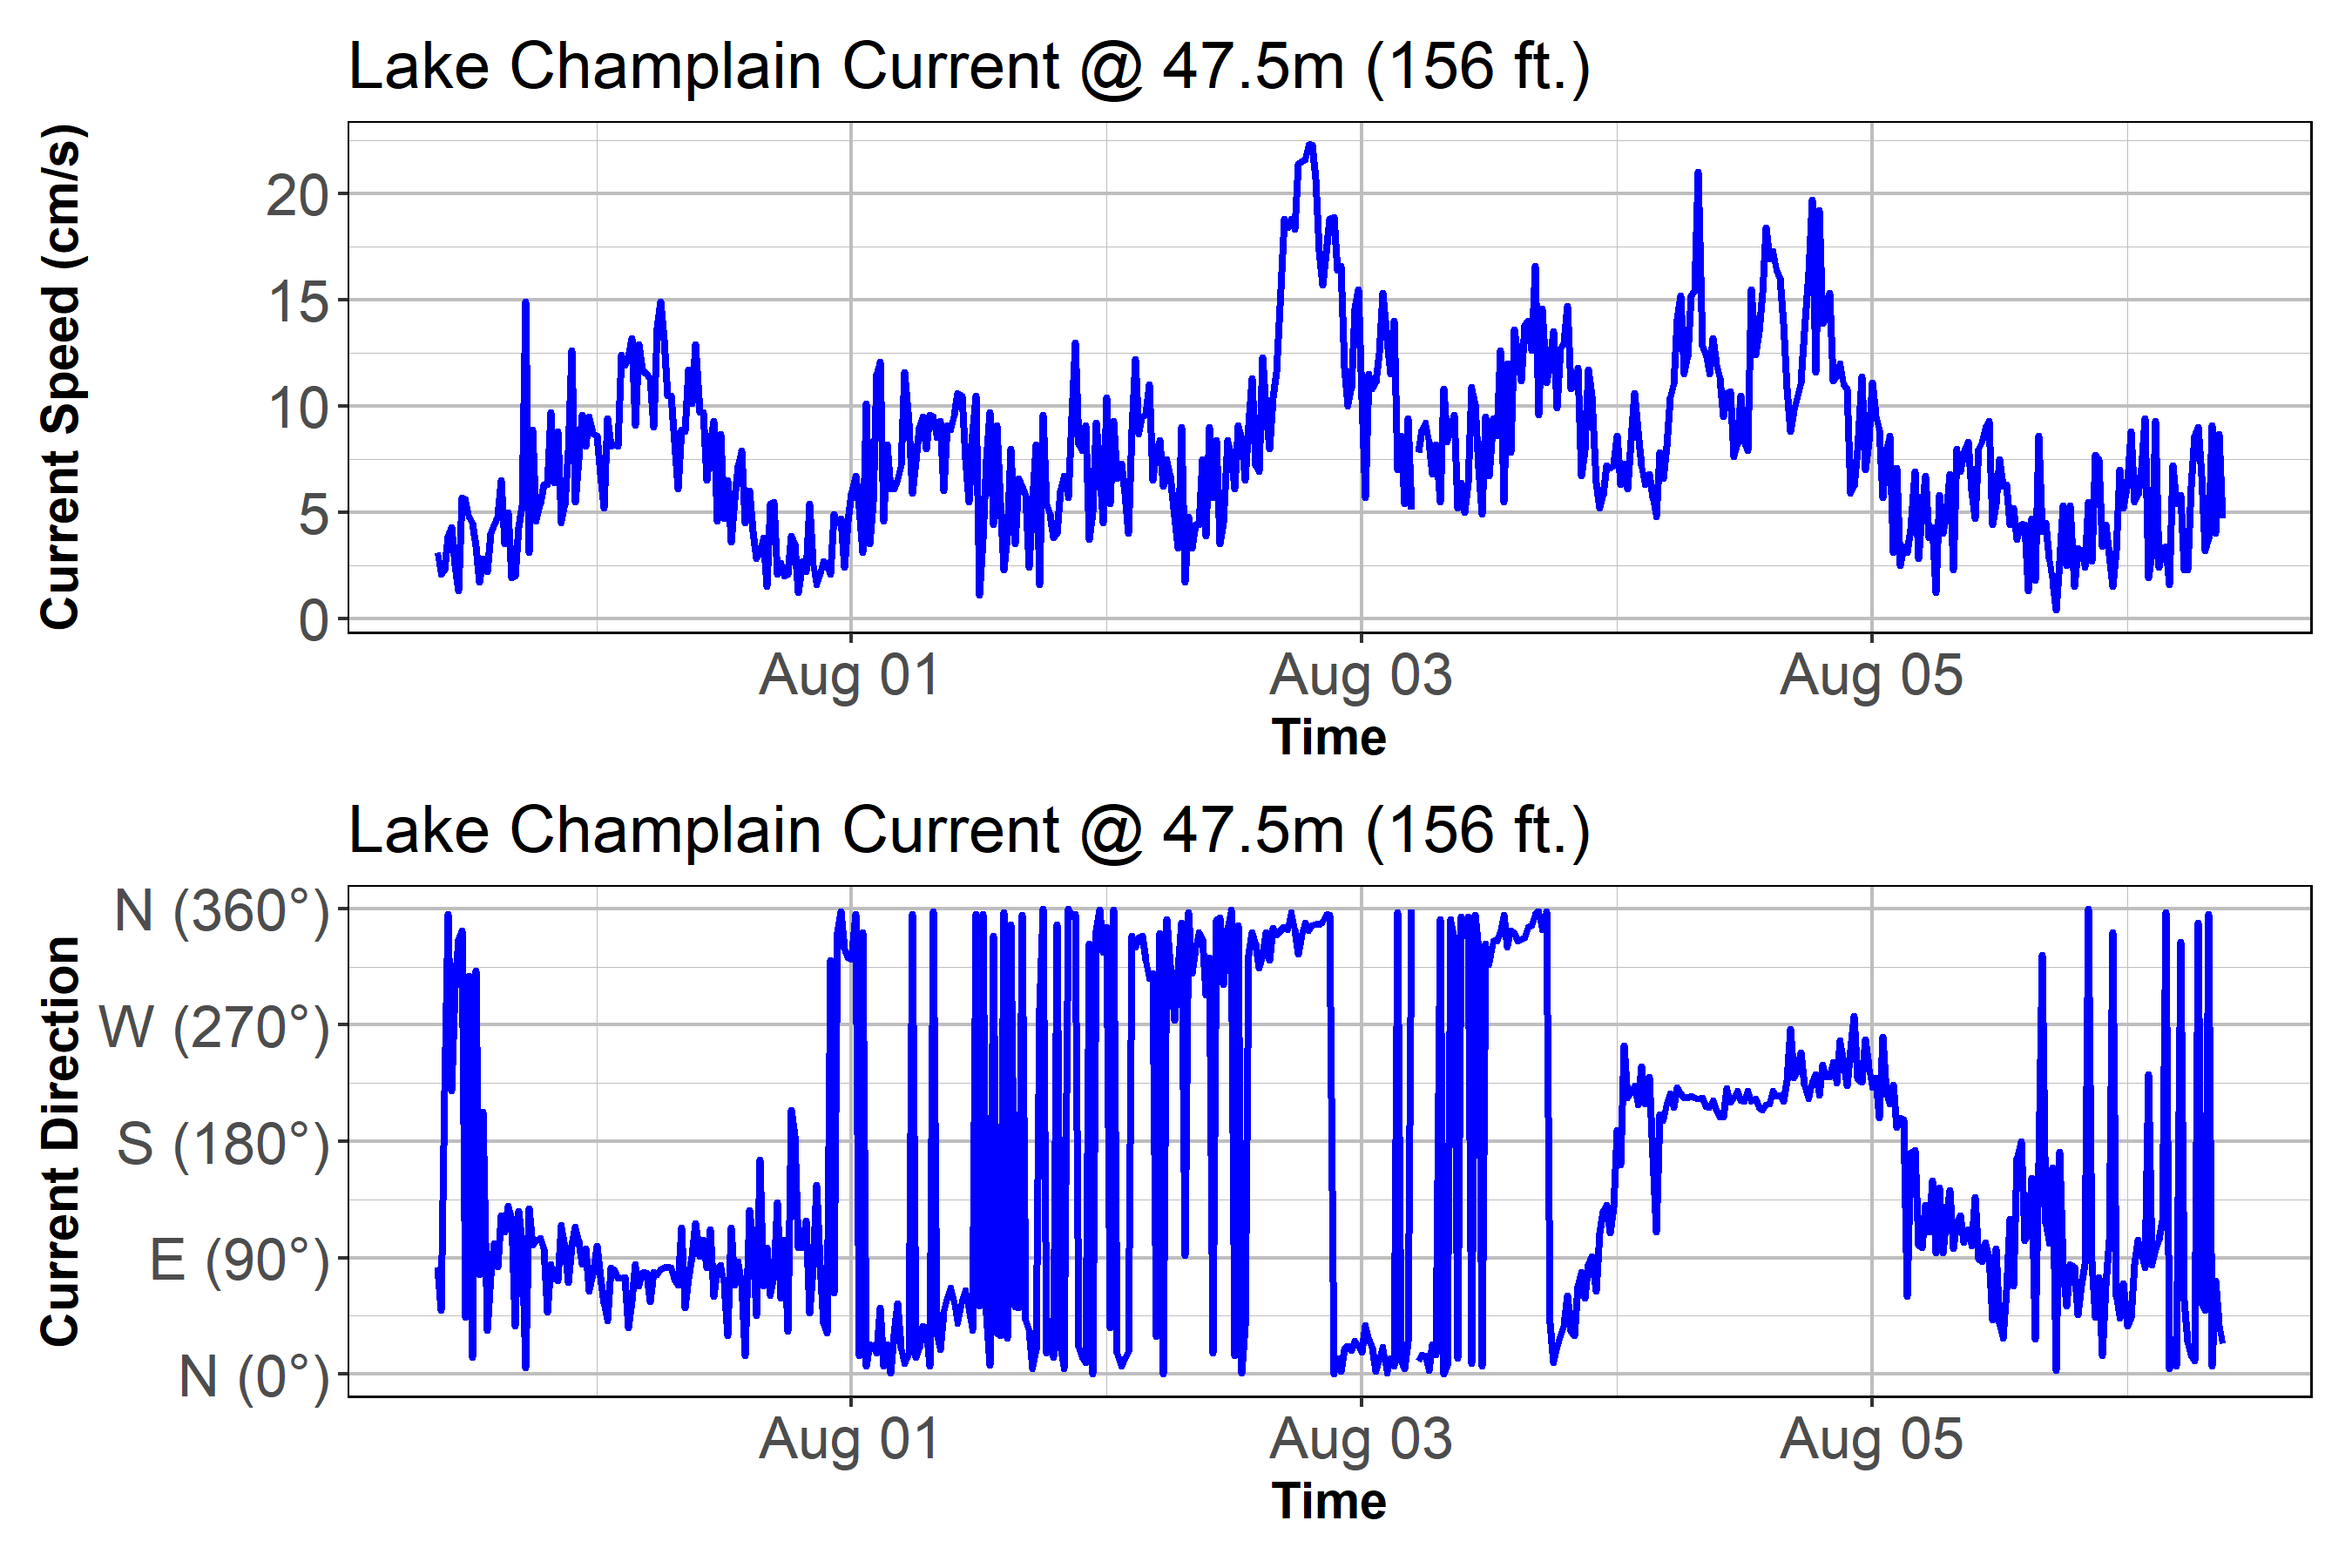 Lake Champlain Current @ 47.5m (156 ft.)
Current Speed (cm/s)
20
15
10
5
0
Aug 01 Aug 03 Aug 05
Time
Lake Champlain Current @ 47.5m (156 ft.)
Current Direction
N (360°)
W (270°)
S (180°)
E (90°)
N (0°)
Aug 01 Aug 03 Aug 05
Time